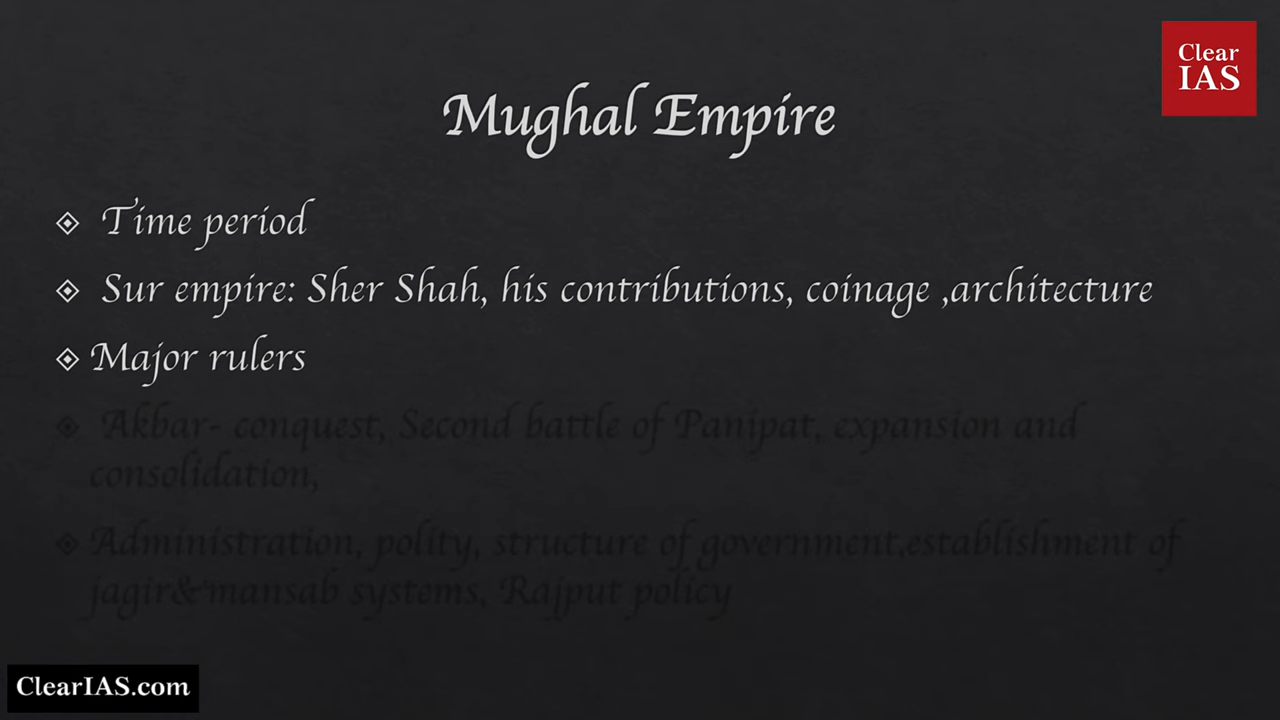 Clear
IAS
Mughal Empire
Time period
Sur empire: Sher Shah, his contributions, coinage ,architecture
Major rulers
Akbar- conquest, Second battle of Panipat, expansion and
consolidation,
Administration, polity, structure of government,establishment of
jagir& mansab systems, Rajput policy
ClearIAS.com